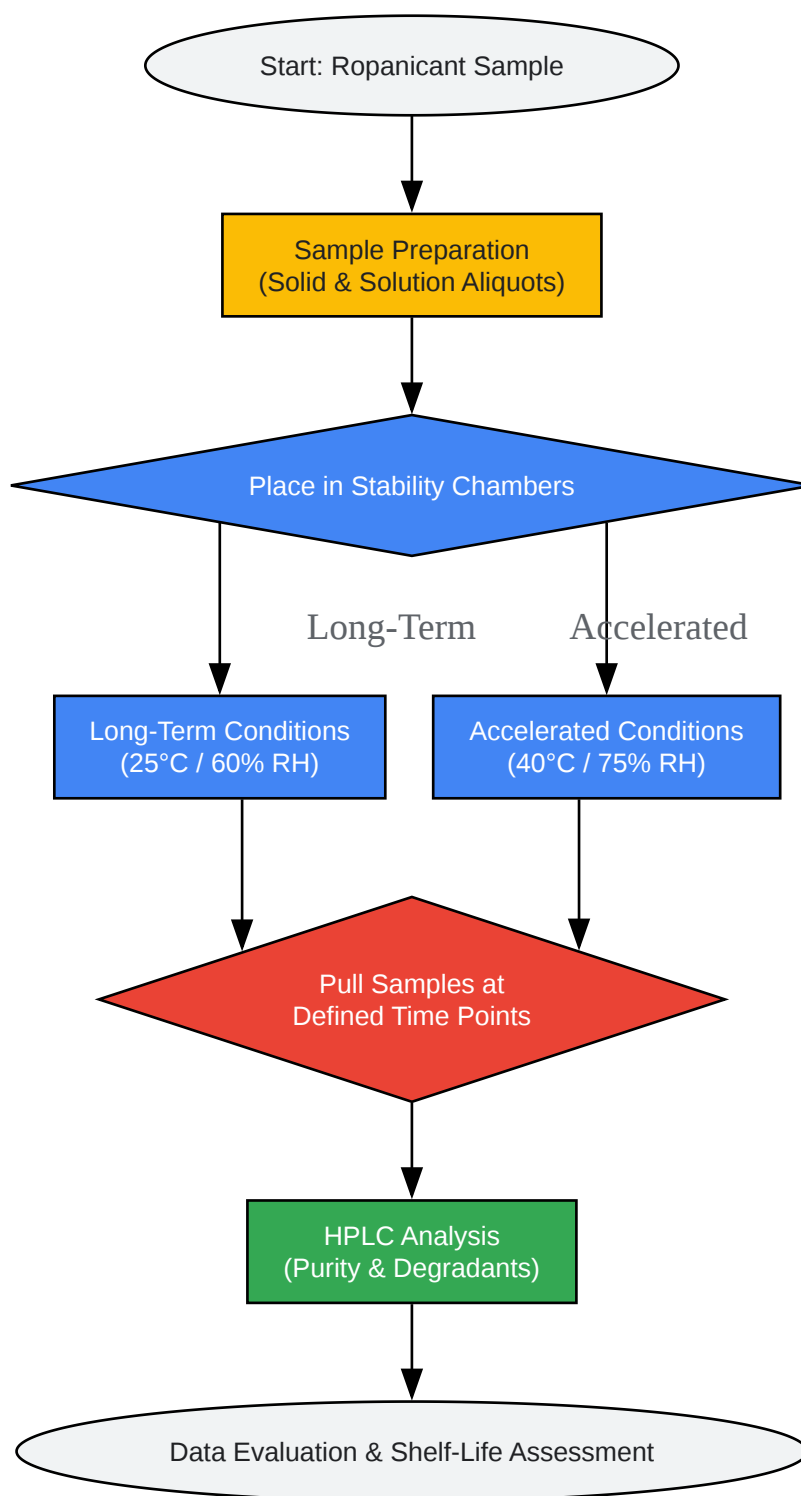 Start: Ropanicant Sample
Sample Preparation
(Solid & Solution Aliquots)
Place in Stability Chambers
Long-Term
Accelerated
Long-Term Conditions
(25°C / 60% RH)
Accelerated Conditions
(40°C / 75% RH)
Pull Samples at
Defined Time Points
HPLC Analysis
(Purity & Degradants)
Data Evaluation & Shelf-Life Assessment